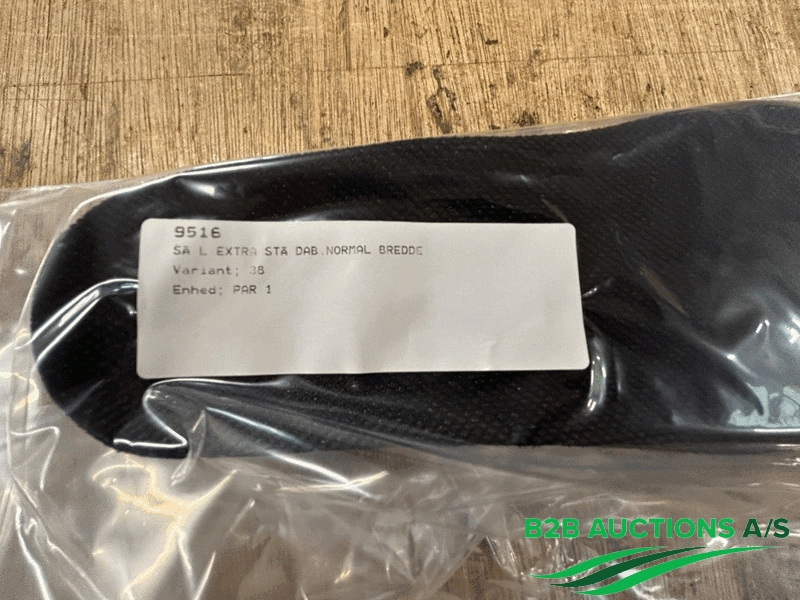 9516
SÅ L EXTRA STÅ DAB.NORMAL BREDDE
Variant; 38
Enhed; PAR 1
B2B AUCTIONS A/S